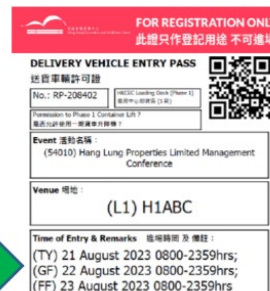 FOR REGISTRATION ONL
此證只作登記用途 不可進場
DELIVERY VEHICLE ENTRY PASS
送貨車輛許可證
No.: RP-208402
HKCEC Loading Dock [Phase 1]
Permission to Phase 1 Container Lift ?
Event 活動名稱 :
(54010) Hang Lung Properties Limited Management
Conference
Venue 場地 :
(L1) H1ABC
Time of Entry & Remarks 進場時間 及 備註 :
(TY) 21 August 2023 0800-2359hrs;
(GF) 22 August 2023 0800-2359hrs;
(FF) 23 August 2023 0800-2359hrs